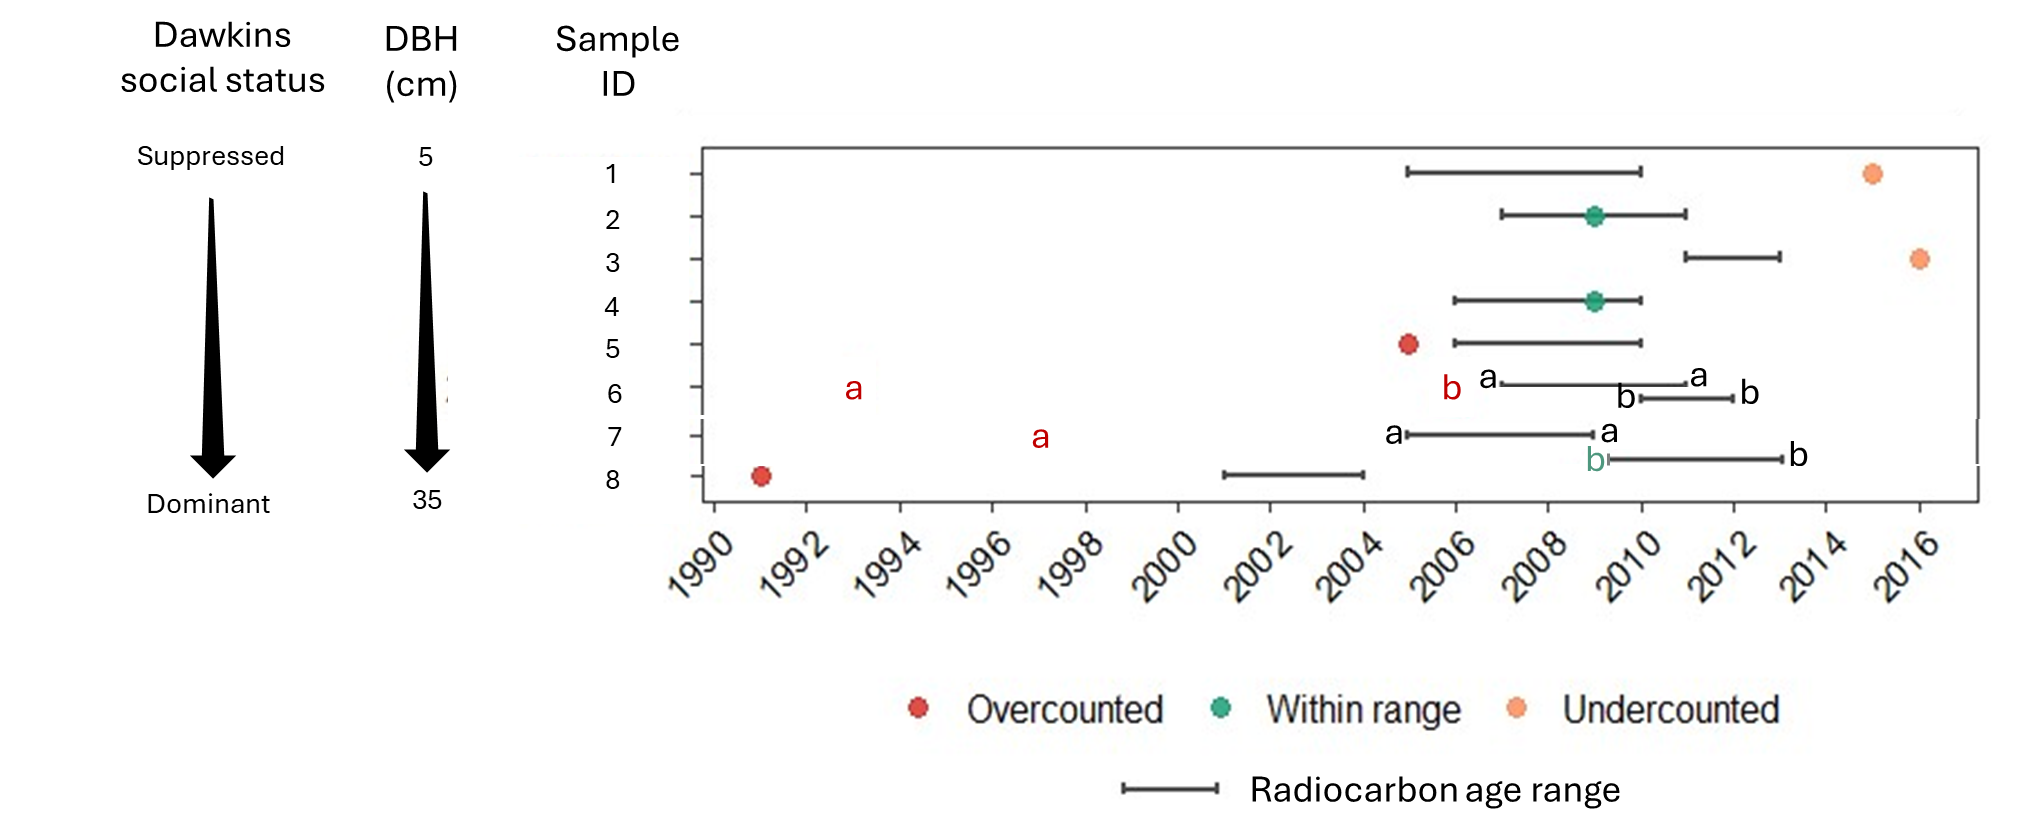 Dawkins
social status
DBH
(cm)
Sample
ID
Suppressed
5
Dominant
35
1
2
3
4
5
6
7
8
a
b
a
a
b
b
a
a
a
b
b
1990
1992
1994
1996
1998
2000
2002
2004
2006
2008
2010
2012
2014
2016
Overcounted
Within range
Undercounted
Radiocarbon age range